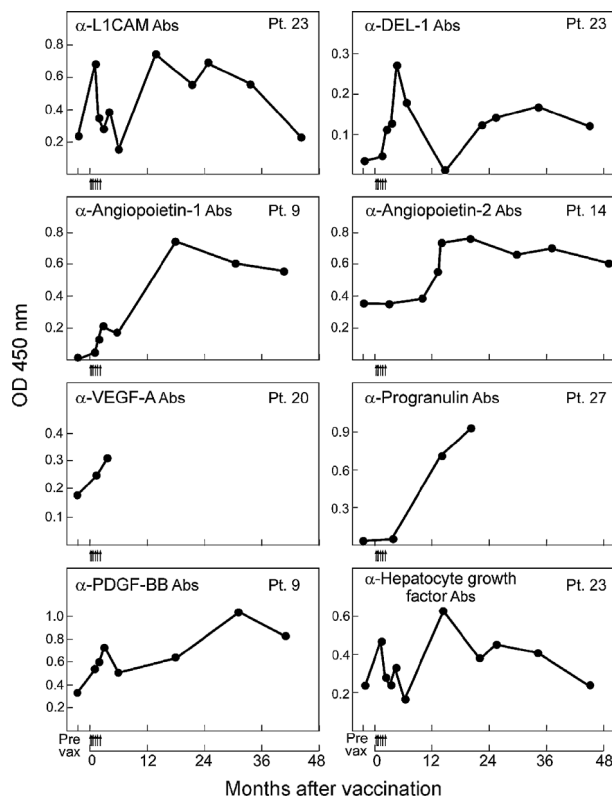 α-L1CAM Abs Pt. 23
0.8
0.6
0.4
0.2
α-DEL-1 Abs Pt. 23
0.3
0.2
0.1
α-Angiopoietin-1 Abs Pt. 9
0.8
0.6
0.4
0.2
α-Angiopoietin-2 Abs Pt. 14
0.8
0.6
0.4
0.2
OD 450 nm
α-VEGF-A Abs Pt. 20
0.4
0.3
0.2
0.1
α-Progranulin Abs Pt. 27
0.9
0.6
0.3
α-PDGF-BB Abs Pt. 9
1.0
0.8
0.6
0.4
0.2
α-Hepatocyte growth Pt. 23
factor Abs
0.6
0.4
0.2
Pre 0 12 24 36 48
vax
0 12 24 36 48
Months after vaccination